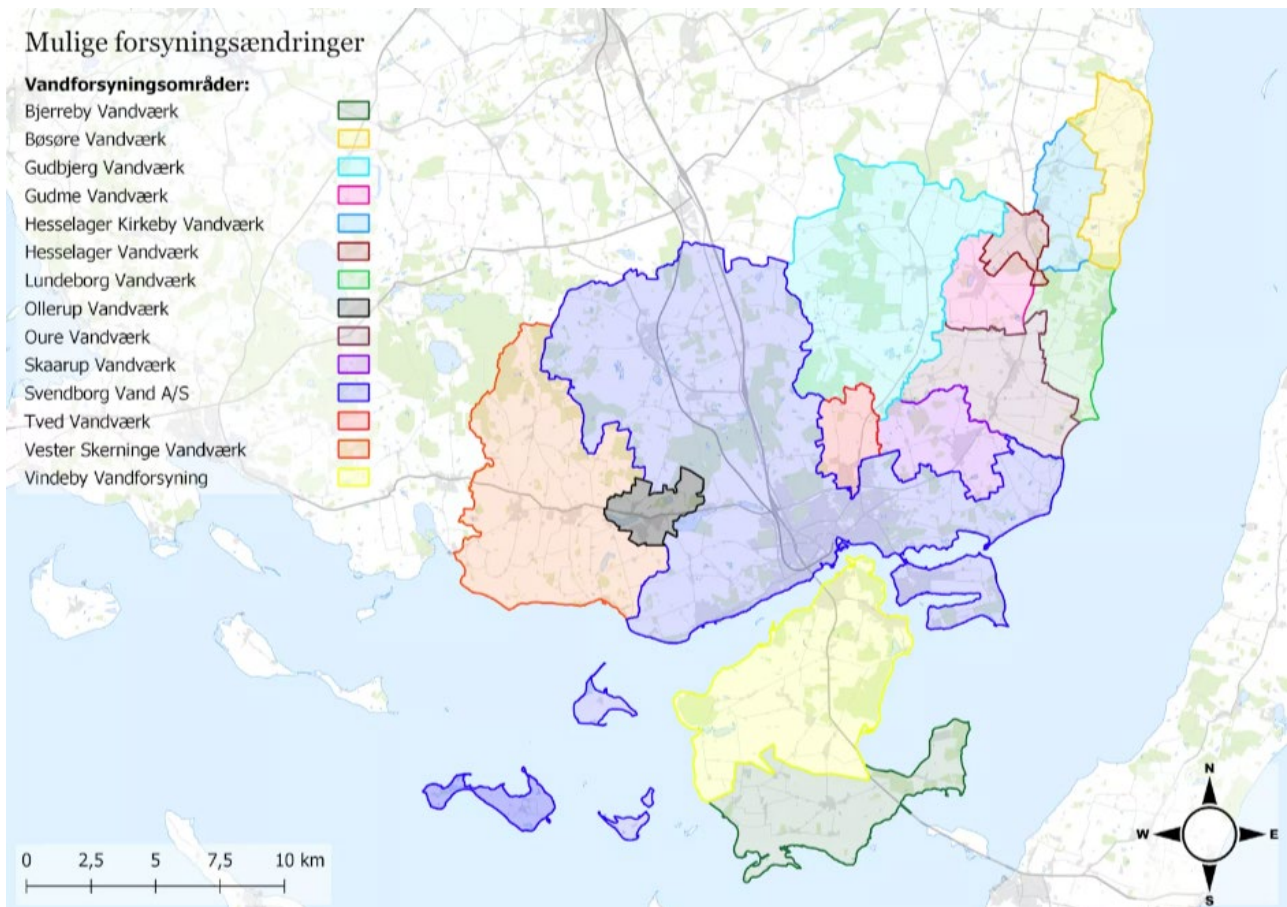 Mulige forsyningsændringer
Vandforsyningsområder:
Bjerreby Vandværk
Bøsøre Vandværk
Gudbjerg Vandværk
Gudme Vandværk
Hesselager Kirkeby Vandværk
Hesselager Vandværk
Lundeborg Vandværk
Ollerup Vandværk
Oure Vandværk
Skaarup Vandværk
Svendborg Vand A/S
Tved Vandværk
Vester Skerninge Vandværk
Vindeby Vandforsyning
0 2,5 5 7,5 10 km
N
W E
S